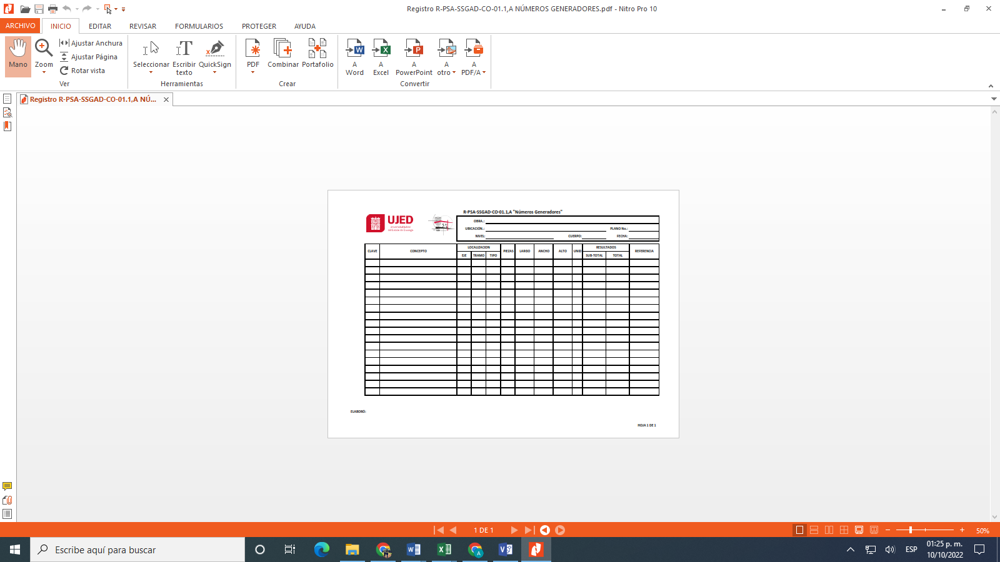 Registro R-PSA-SSGAD-CO-01.1,A NÚMEROS GENERADORES.pdf - Nitro Pro 10
ARCHIVO INICIO EDITAR REVISAR FORMULARIOS PROTEGER AYUDA
Mano
Zoom
Ajustar Anchura
Ajustar Página
Rotar vista
Ver
Seleccionar
Escribir texto
QuickSign
Herramientas
PDF
Combinar
Portafolio
Crear
A Word
A Excel
A PowerPoint
A otro
A PDF/A
Convertir
Registro R-PSA-SSGAD-CO-01.1,A NÚ...
R-PSA-SSGAD-CO-01.1,A "Números Generadores"
UJED
OBRA.:
UBICACIÓN.: PLANO No.:
NIVEL: CUERPO: FECHA:
CLAVE CONCEPTO LOCALIZACION PIEZAS LARGO ANCHO ALTO UNID RESULTADOS REFERENCIA
EJE TRAMO TIPO SUB-TOTAL TOTAL
ELABORÓ:
HOJA 1 DE 1
1 DE 1
50%
Escribe aquí para buscar
ESP
01:25 p. m.
10/10/2022